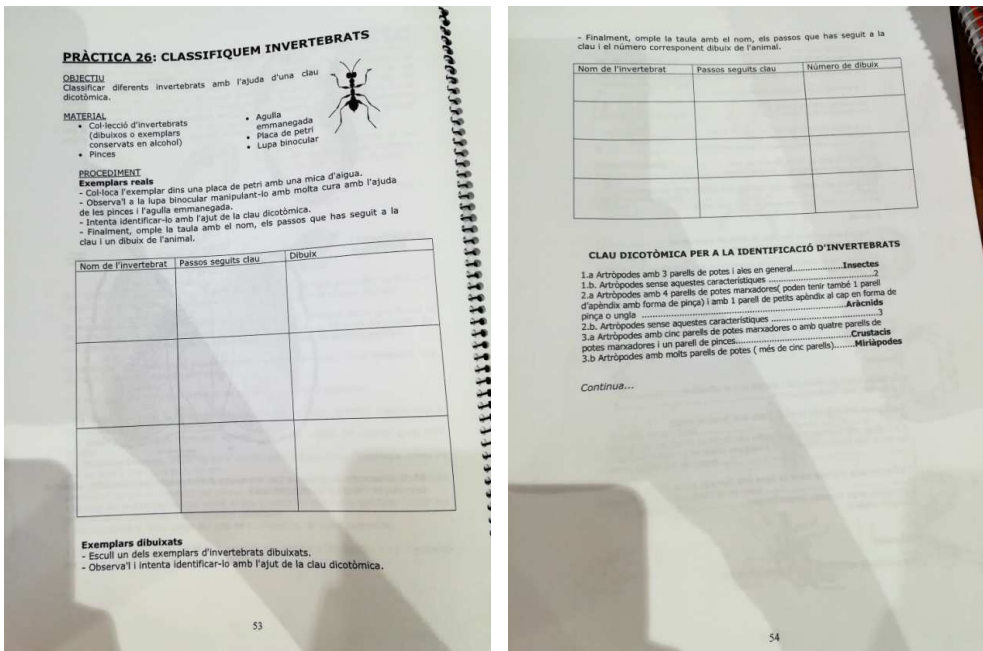 PRÀCTICA 26: CLASSIFIQUEM INVERTEBRATS
OBJECTIU
Classificar diferents invertebrats amb l'ajuda d'una clau
dicotòmica.
MATERIAL
• Col·lecció d'invertebrats
(dibuixos o exemplars
conservats en alcohol)
• Pinces
• Agulla
emmanegada
• Placa de petri
• Lupa binocular
PROCEDIMENT
Exemplars reals
- Col·loca l'exemplar dins una placa de petri amb una mica d'aigua.
- Observa'l a la lupa binocular manipulant-lo amb molta cura amb l'ajuda
de les pinces i l'agulla emmanegada.
- Intenta identificar-lo amb l'ajut de la clau dicotòmica.
- Finalment, omple la taula amb el nom, els passos que has seguit a la
clau i un dibuix de l'animal.
Nom de l'invertebrat Passos seguits clau Dibuix
Exemplars dibuixats
- Escull un dels exemplars d'invertebrats dibuixats.
- Observa'l i intenta identificar-lo amb l'ajut de la clau dicotòmica.
53
- Finalment, omple la taula amb el nom, els passos que has seguit a la
clau i el número corresponent dibuix de l'animal.
Nom de l'invertebrat Passos seguits clau Número de dibuix
CLAU DICOTÒMICA PER A LA IDENTIFICACIÓ D'INVERTEBRATS
1.a Artròpodes amb 3 parells de potes i ales en general....................Insectes
1.b. Artròpodes sense aquestes característiques ..............................2
2.a Artròpodes amb 4 parells de potes marxadores( poden tenir també 1 parell
d'apèndix amb forma de pinça) i amb 1 parell de petits apèndix al cap en forma de
pinça o ungla ..........................................................Aràcnids
2.b. Artròpodes sense aquestes característiques ..............................3
3.a Artròpodes amb cinc parells de potes marxadores o amb quatre parells de
potes marxadores i un parell de pinces..............................Crustacis
3.b Artròpodes amb molts parells de potes ( més de cinc parells).......Miriàpodes
Continua...
54